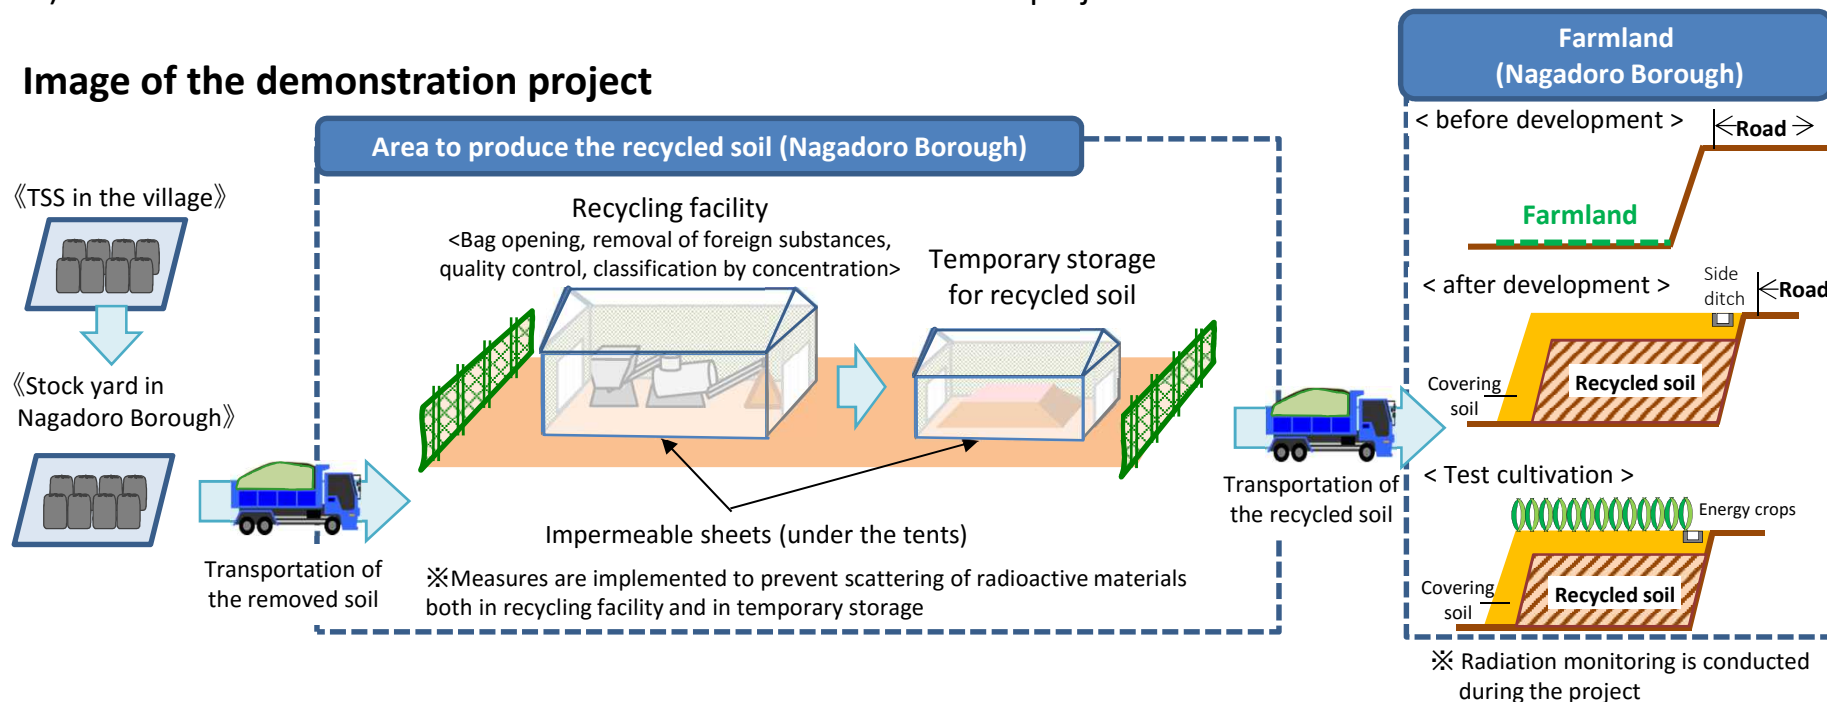 Image of the demonstration project
《TSS in the village》
《Stock yard in
Nagadoro Borough》
Transportation of
the removed soil
Area to produce the recycled soil (Nagadoro Borough)
Recycling facility
<Bag opening, removal of foreign substances,
quality control, classification by concentration>
Temporary storage
for recycled soil
Impermeable sheets (under the tents)
※Measures are implemented to prevent scattering of radioactive materials
both in recycling facility and in temporary storage
Transportation of
the recycled soil
Farmland
(Nagadoro Borough)
< before development >
Road
Farmland
< after development >
Side
ditch
Road
Covering
soil
Recycled soil
< Test cultivation >
Energy crops
Covering
soil
Recycled soil
※ Radiation monitoring is conducted
during the project